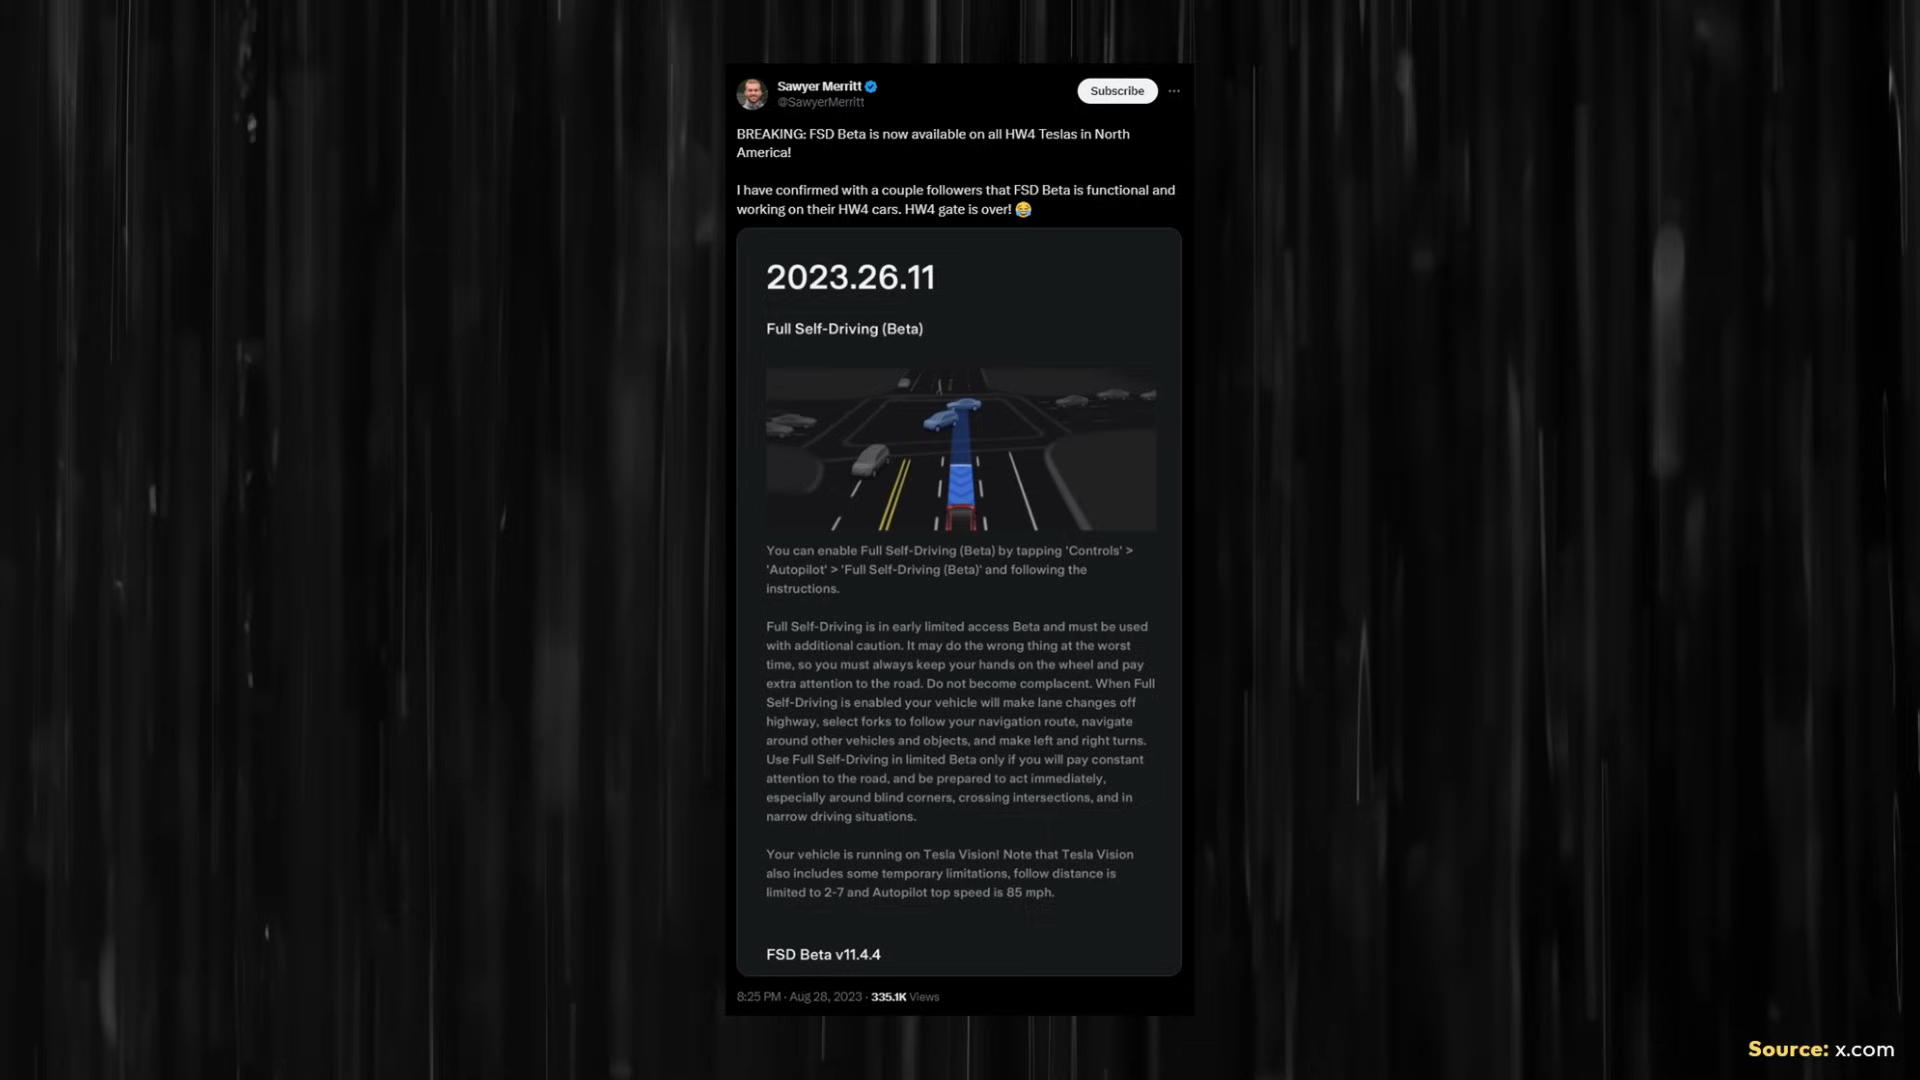 Sawyer Merritt
@SawyerMerritt
Subscribe
BREAKING: FSD Beta is now available on all HW4 Teslas in North
America!
I have confirmed with a couple followers that FSD Beta is functional and
working on their HW4 cars. HW4 gate is over! 😂
2023.26.11
Full Self-Driving (Beta)
You can enable Full Self-Driving (Beta) by tapping 'Controls' >
'Autopilot' > 'Full Self-Driving (Beta)' and following the
instructions.
Full Self-Driving is in early limited access Beta and must be used
with additional caution. It may do the wrong thing at the worst
time, so you must always keep your hands on the wheel and pay
extra attention to the road. Do not become complacent. When Full
Self-Driving is enabled your vehicle will make lane changes off
highway, select forks to follow your navigation route, navigate
around other vehicles and objects, and make left and right turns.
Use Full Self-Driving in limited Beta only if you will pay constant
attention to the road, and be prepared to act immediately,
especially around blind corners, crossing intersections, and in
narrow driving situations.
Your vehicle is running on Tesla Vision! Note that Tesla Vision
also includes some temporary limitations, follow distance is
limited to 2-7 and Autopilot top speed is 85 mph.
FSD Beta v11.4.4
8:25 PM · Aug 28, 2023 · 335.1K Views
Source: x.com